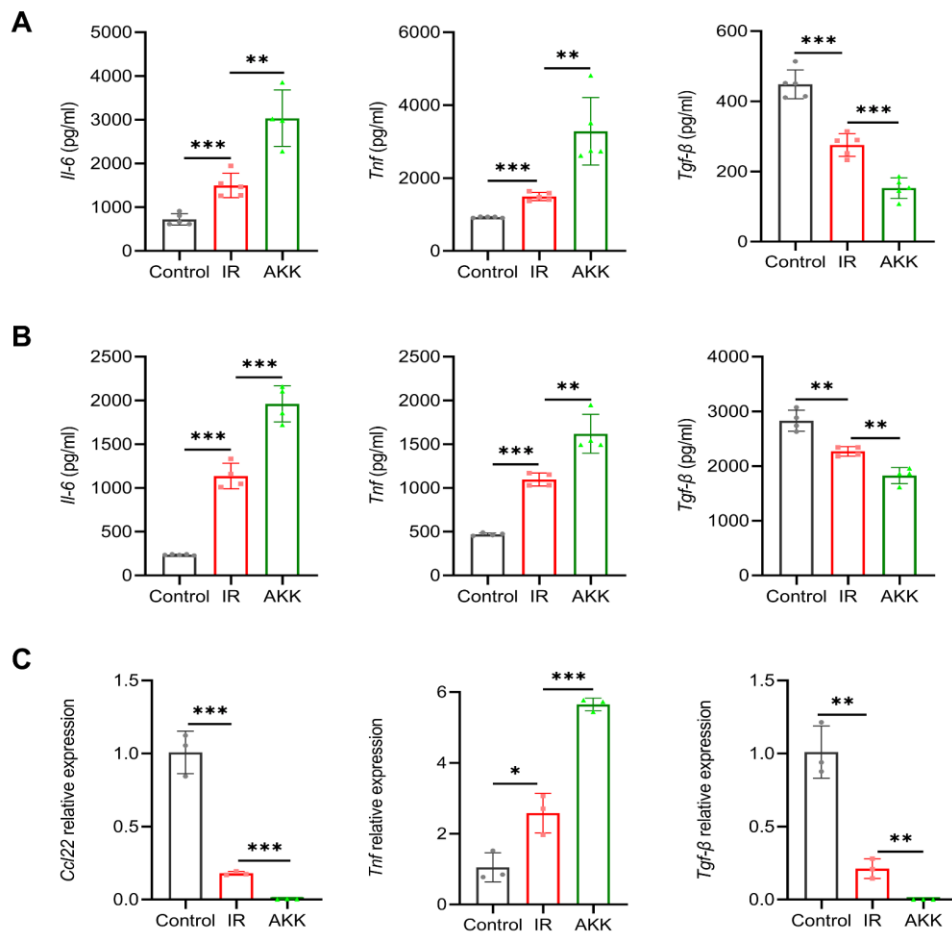 A
Il-6 (pg/ml)
5000
4000
3000
2000
1000
0
***
**
Control IR AKK
Tnf (pg/ml)
6000
4000
2000
0
***
**
Control IR AKK
Tgf-β (pg/ml)
600
400
200
0
***
***
Control IR AKK
B
Il-6 (pg/ml)
2500
2000
1500
1000
500
0
***
***
Control IR AKK
Tnf (pg/ml)
2500
2000
1500
1000
500
0
***
**
Control IR AKK
Tgf-β (pg/ml)
4000
3000
2000
1000
0
**
**
Control IR AKK
C
Ccl22 relative expression
1.5
1.0
0.5
0.0
***
***
Control IR AKK
Tnf relative expression
6
4
2
0
*
***
Control IR AKK
Tgf-β relative expression
1.5
1.0
0.5
0.0
**
**
Control IR AKK